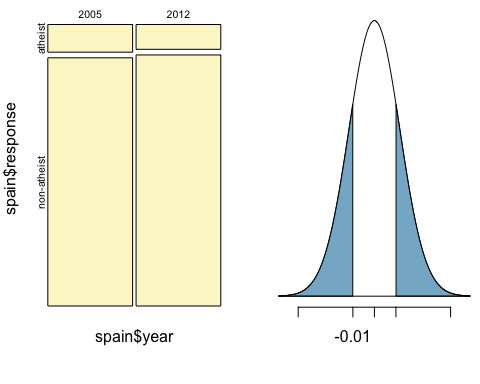 2005 2012
atheist
non-atheist
spain$response
spain$year
-0.01